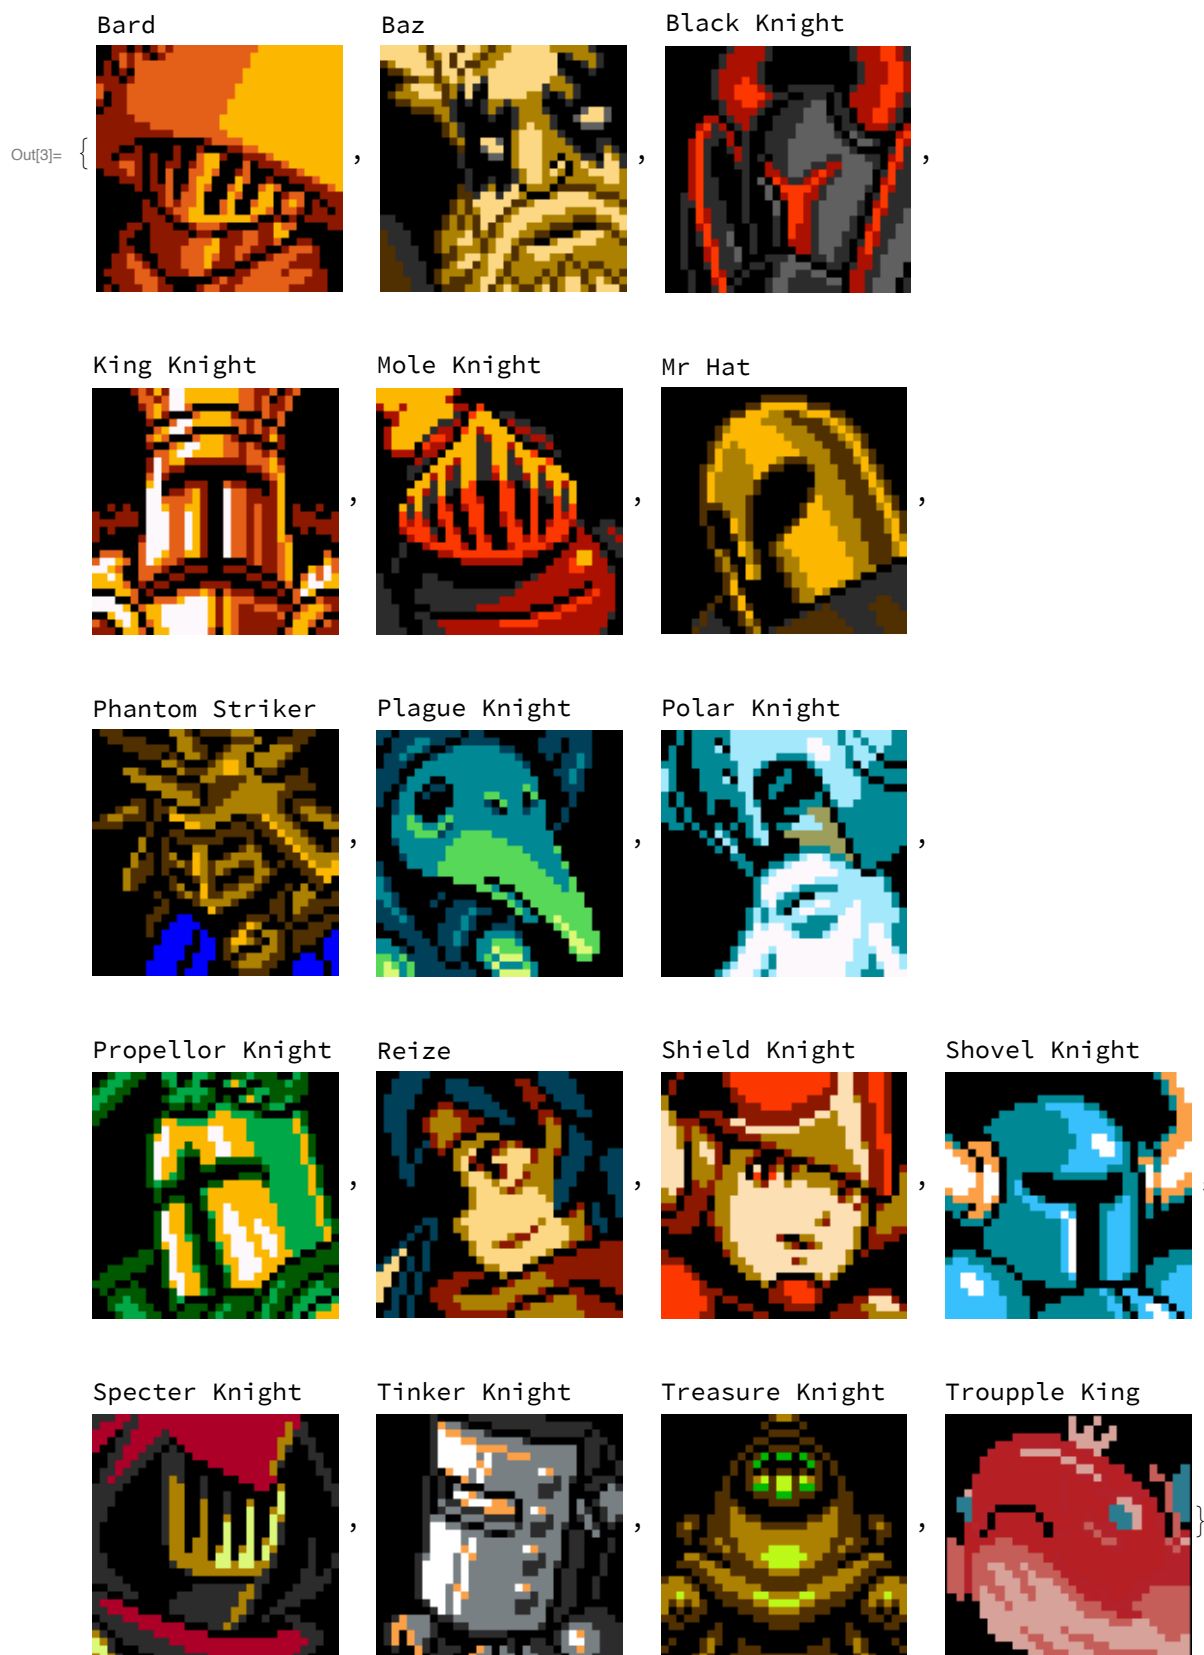 Bard Baz Black Knight
Out[3]= { , , ,
King Knight Mole Knight Mr Hat
, , ,
Phantom Striker Plague Knight Polar Knight
, , ,
Propellor Knight Reize Shield Knight Shovel Knight
, , , ,
Specter Knight Tinker Knight Treasure Knight Troupple King
, , , }